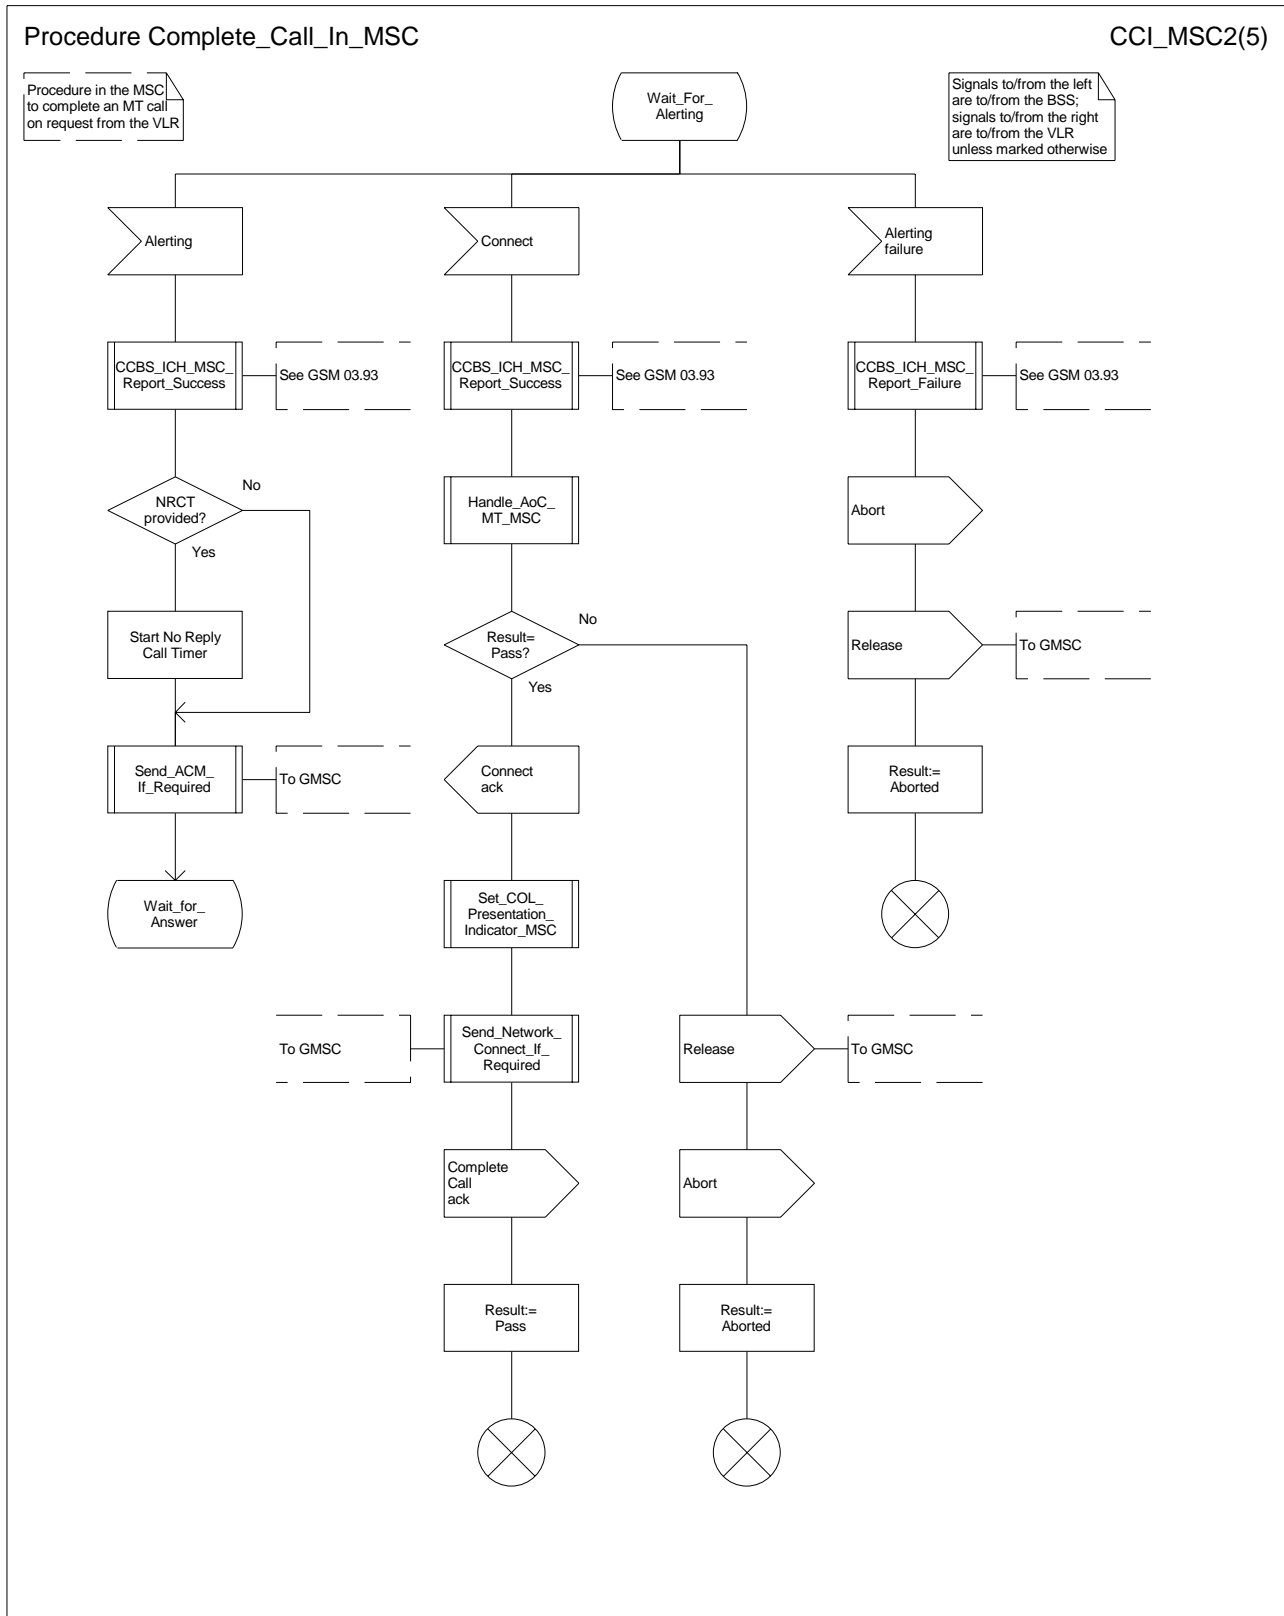 Procedure Complete_Call_In_MSC
CCI_MSC2(5)
Procedure in the MSC
to complete an MT call
on request from the VLR
Wait_For_
Alerting
Signals to/from the left
are to/from the BSS;
signals to/from the right
are to/from the VLR
unless marked otherwise
Alerting
Connect
Alerting
failure
CCBS_ICH_MSC_
Report_Success
See GSM 03.93
CCBS_ICH_MSC_
Report_Success
See GSM 03.93
CCBS_ICH_MSC_
Report_Failure
See GSM 03.93
NRCT
provided?
No
Yes
Handle_AoC_
MT_MSC
Abort
Start No Reply
Call Timer
Result=
Pass?
No
Yes
Release
To GMSC
Send_ACM_
If_Required
To GMSC
Connect
ack
Result:=
Aborted
Wait_for_
Answer
Set_COL_
Presentation_
Indicator_MSC
To GMSC
Send_Network_
Connect_If_
Required
Release
To GMSC
Complete
Call
ack
Abort
Result:=
Pass
Result:=
Aborted